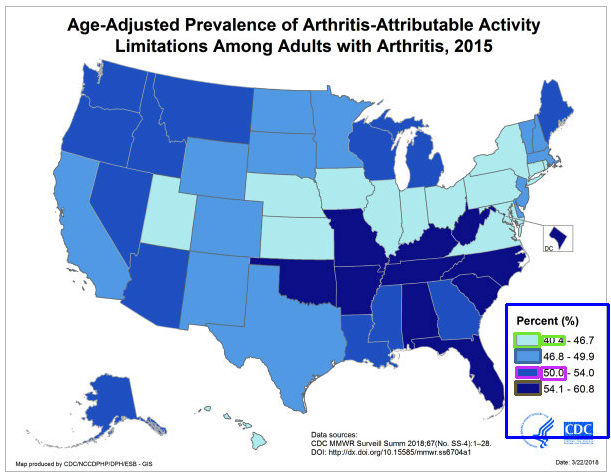 Age-Adjusted Prevalence of Arthritis-Attributable Activity
Limitations Among Adults with Arthritis, 2015
DC
Percent (%)
40.4 - 46.7
46.8 - 49.9
50.0 - 54.0
54.1 - 60.8
CDC
Data sources:
CDC MMWR Surveill Summ 2018;67(No. SS-4):1–28.
DOI: http://dx.doi.org/10.15585/mmwr.ss6704a1
Map produced by CDC/NCCDPHP/DPH/ESB - GIS
Date: 3/22/2018